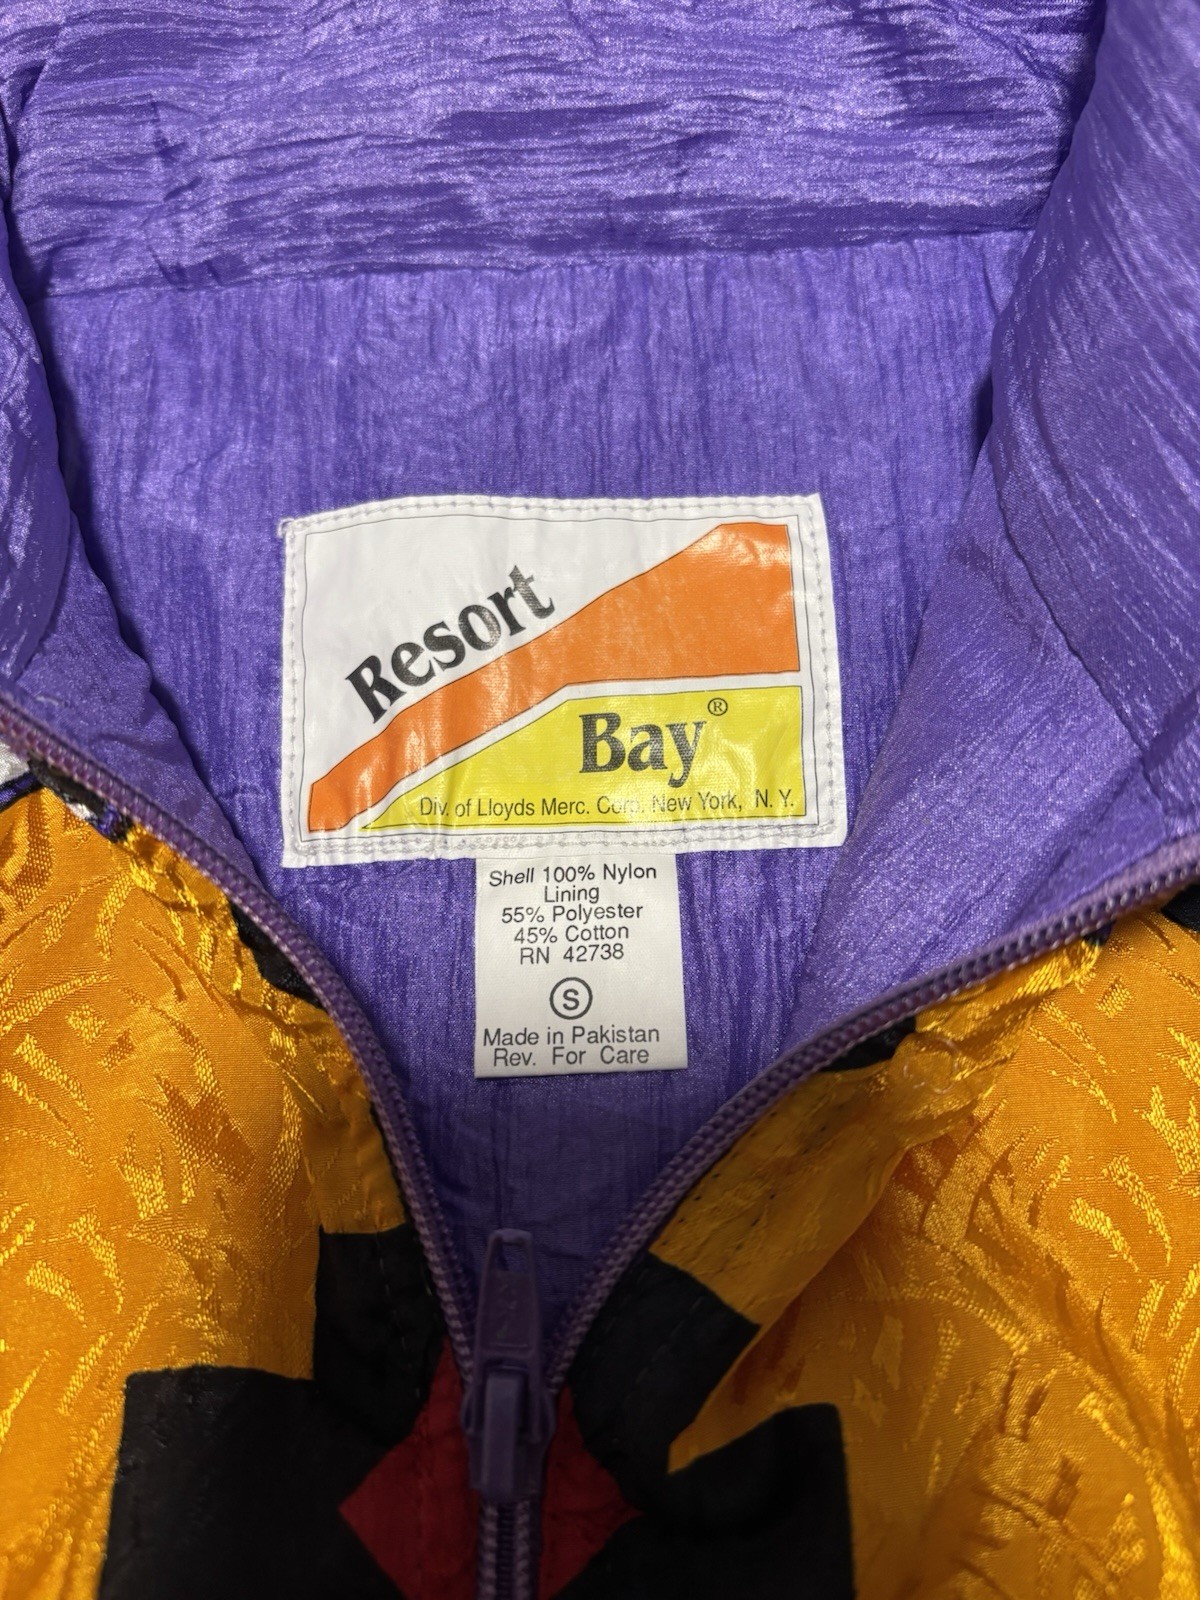 Resort
Bay®
Div. of Lloyds Merc. Corp. New York, N. Y.
Shell 100% Nylon
Lining
55% Polyester
45% Cotton
RN 42738
S
Made in Pakistan
Rev. For Care